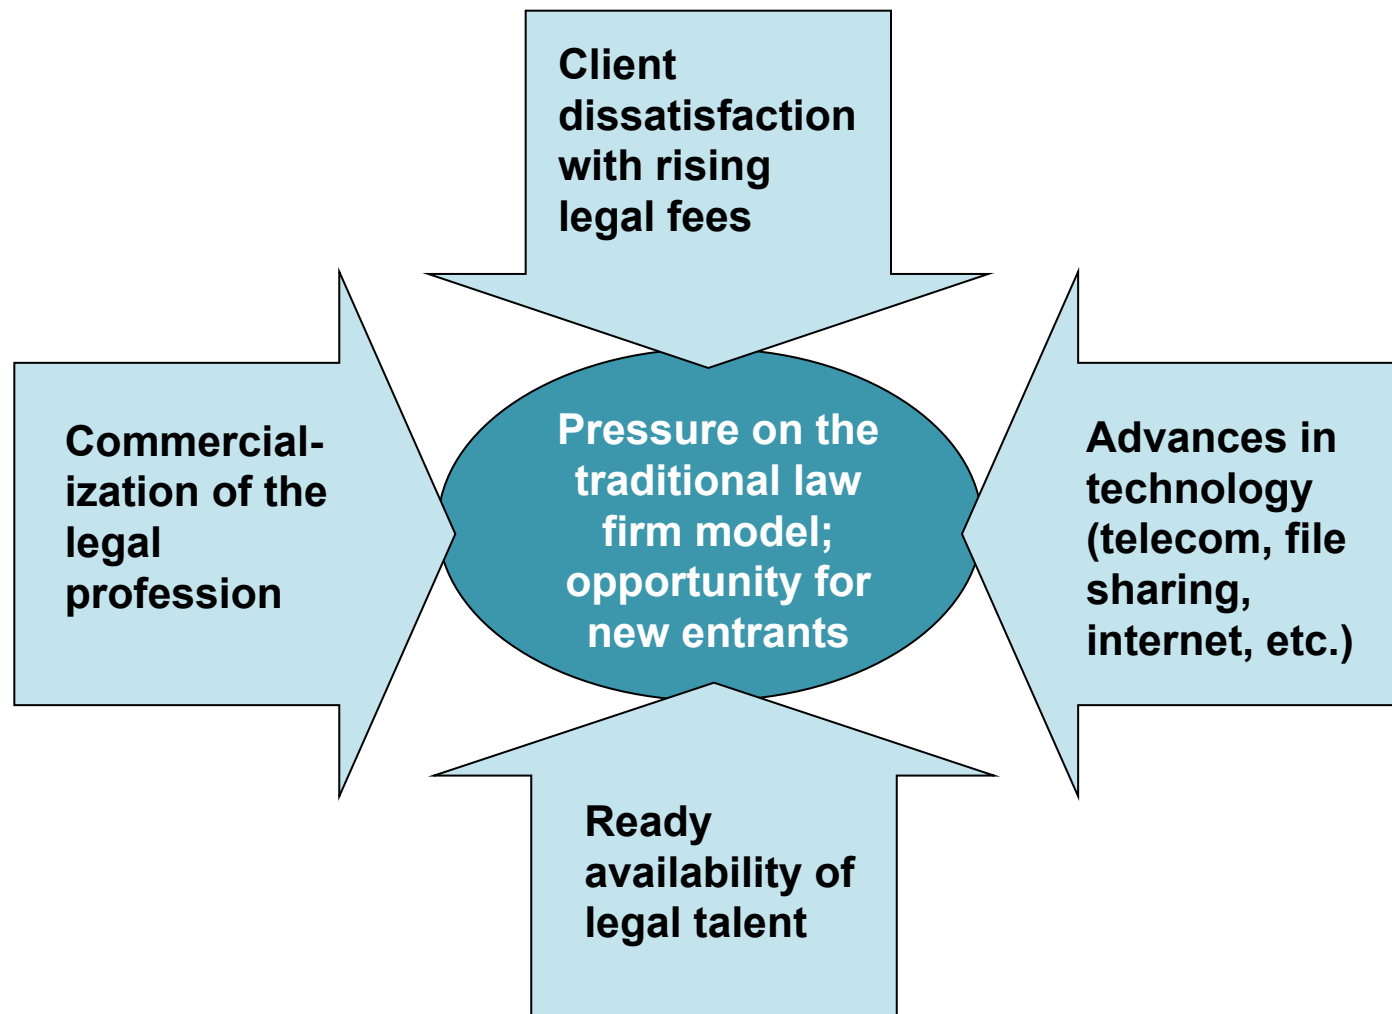 Client
dissatisfaction
with rising
legal fees
Commercial-
ization of the
legal
profession
Pressure on the
traditional law
firm model;
opportunity for
new entrants
Advances in
technology
(telecom, file
sharing,
internet, etc.)
Ready
availability of
legal talent